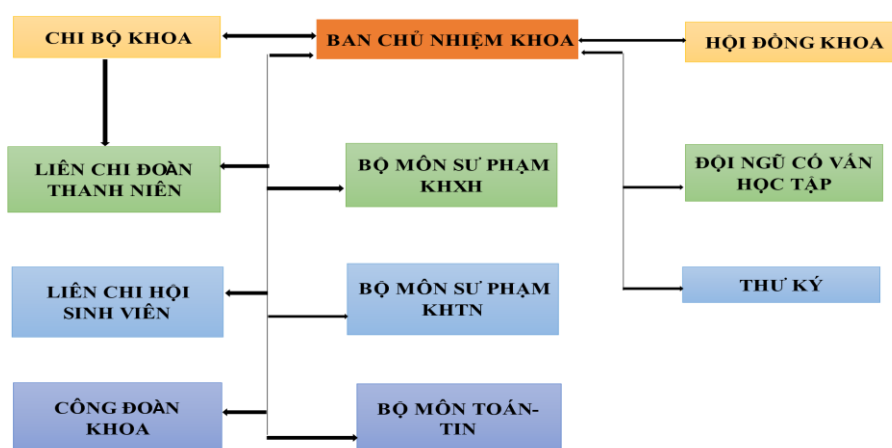 CHI BỘ KHOA
BAN CHỦ NHIỆM KHOA
HỘI ĐỒNG KHOA
LIÊN CHI ĐOÀN
THANH NIÊN
BỘ MÔN SƯ PHẠM
KHXH
ĐỘI NGŨ CỐ VẤN
HỌC TẬP
LIÊN CHI HỘI
SINH VIÊN
BỘ MÔN SƯ PHẠM
KHTN
THƯ KÝ
CÔNG ĐOÀN
KHOA
BỘ MÔN TOÁN-
TIN